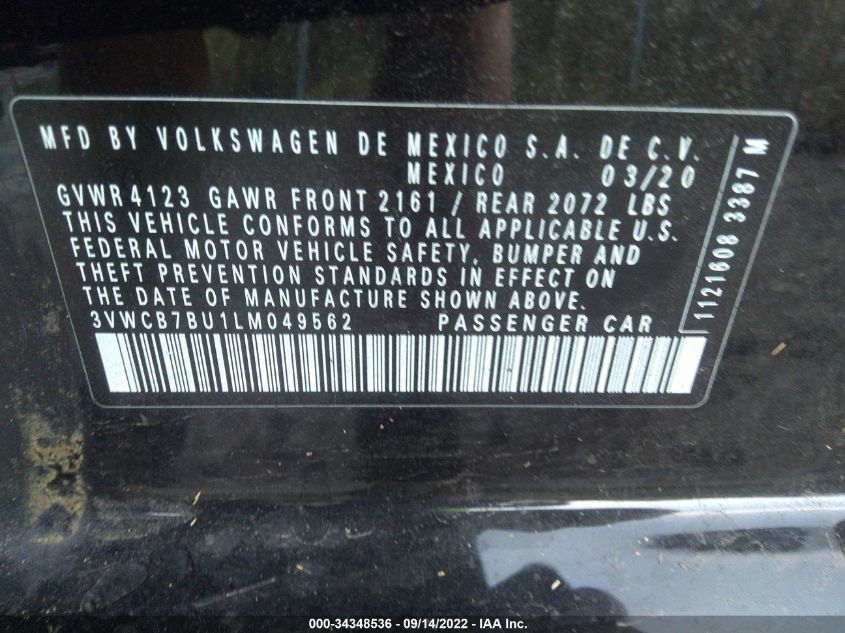 MFD BY VOLKSWAGEN DE MEXICO S.A. DE C.V.
MEXICO 03/20
GVWR 4123 GAWR FRONT 2161 / REAR 2072 LBS
THIS VEHICLE CONFORMS TO ALL APPLICABLE U.S.
FEDERAL MOTOR VEHICLE SAFETY, BUMPER AND
THEFT PREVENTION STANDARDS IN EFFECT ON
THE DATE OF MANUFACTURE SHOWN ABOVE.
3VWCB7BU1LM049562 PASSENGER CAR
1121608 3387 M
000-34348536 - 09/14/2022 - IAA Inc.